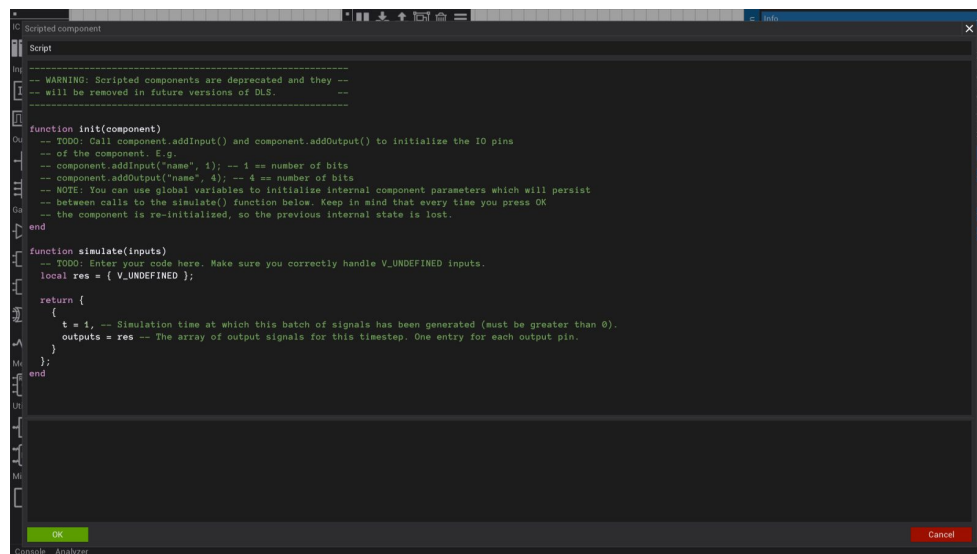 Info
IC
Scripted component
Script
Inp
-----------------------------------------------------------
-- WARNING: Scripted components are deprecated and they --
-- will be removed in future versions of DLS.           --
-----------------------------------------------------------
function init(component)
Ou
-- TODO: Call component.addInput() and component.addOutput() to initialize the IO pins
-- of the component. E.g.
-- component.addInput("name", 1); -- 1 == number of bits
-- component.addOutput("name", 4); -- 4 == number of bits
-- NOTE: You can use global variables to initialize internal component parameters which will persist
-- between calls to the simulate() function below. Keep in mind that every time you press OK
Ga
-- the component is re-initialized, so the previous internal state is lost.
end
function simulate(inputs)
-- TODO: Enter your code here. Make sure you correctly handle V_UNDEFINED inputs.
local res = { V_UNDEFINED };
return {
{
t = 1, -- Simulation time at which this batch of signals has been generated (must be greater than 0).
outputs = res -- The array of output signals for this timestep. One entry for each output pin.
}
Me
};
end
Uti
Mi
OK
Cancel
Console
Analyzer